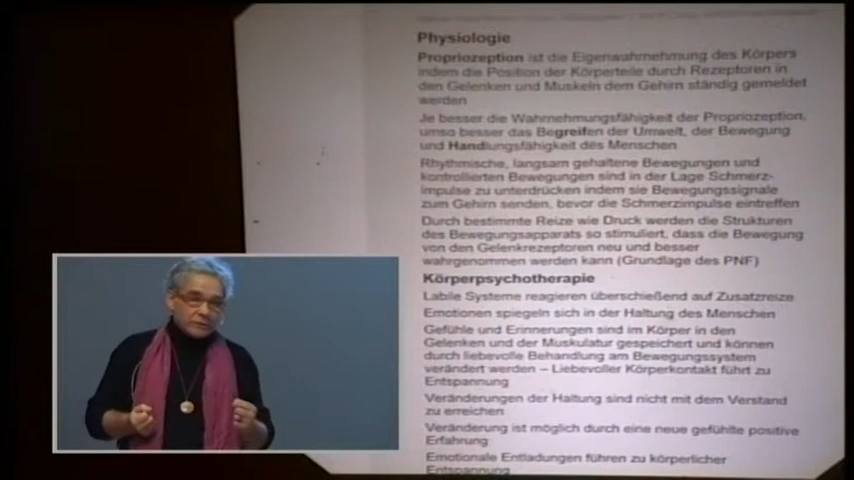 Physiologie
Propriozeption ist die Eigenwahrnehmung des Körpers
indem die Position der Körperteile durch Rezeptoren in
den Gelenken und Muskeln dem Gehirn ständig gemeldet
werden
Je besser die Wahrnehmungsfähigkeit der Propriozeption,
umso besser das Begreifen der Umwelt, der Bewegung
und Handlungsfähigkeit des Menschen
Rhythmische, langsam gehaltene Bewegungen und
kontrollierten Bewegungen sind in der Lage Schmerz-
impulse zu unterdrücken indem sie Bewegungssignale
zum Gehirn senden, bevor die Schmerzimpulse eintreffen
Durch bestimmte Reize wie Druck werden die Strukturen
des Bewegungsapparats so stimuliert, dass die Bewegung
von den Gelenkrezeptoren neu und besser
wahrgenommen werden kann (Grundlage des PNF)
Körperpsychotherapie
Labile Systeme reagieren überschießend auf Zusatzreize
Emotionen spiegeln sich in der Haltung des Menschen
Gefühle und Erinnerungen sind im Körper in den
Gelenken und der Muskulatur gespeichert und können
durch liebevolle Behandlung am Bewegungssystem
verändert werden – Liebevoller Körperkontakt führt zu
Entspannung
Veränderungen der Haltung sind nicht mit dem Verstand
zu erreichen
Veränderung ist möglich durch eine neue gefühlte positive
Erfahrung
Emotionale Entladungen führen zu körperlicher
Entspannung